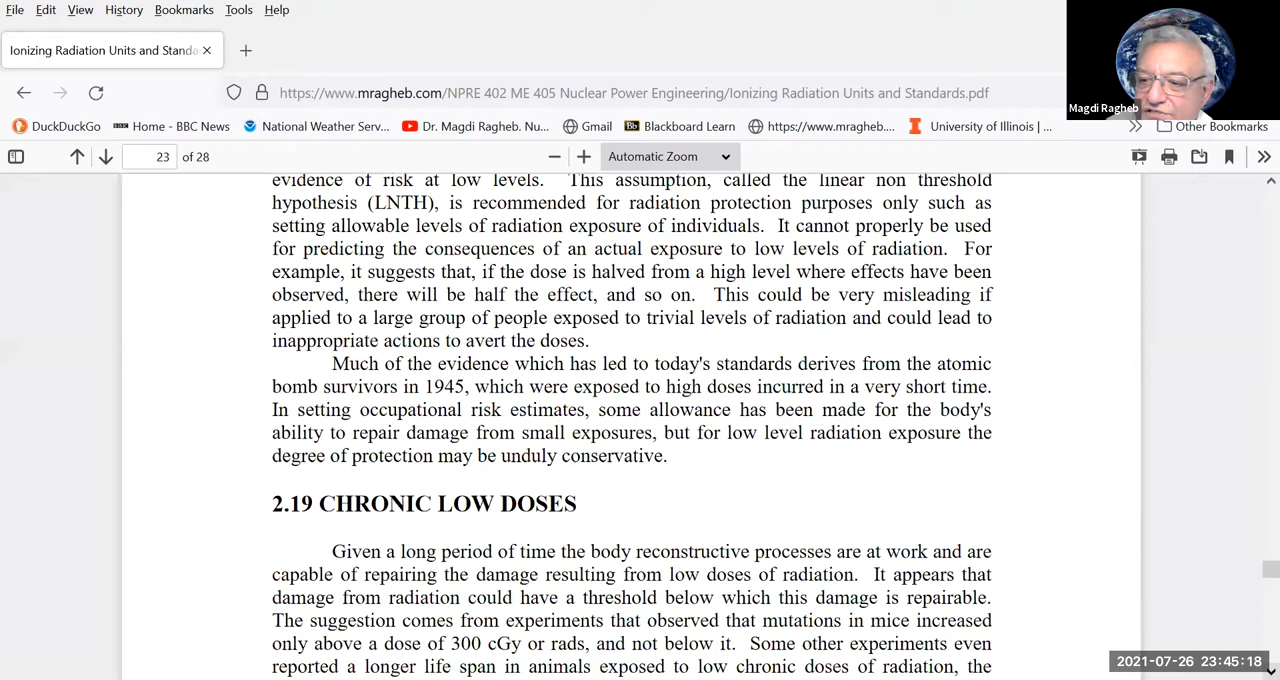 File Edit View History Bookmarks Tools Help
Ionizing Radiation Units and Standa
https://www.mragheb.com/NPRE 402 ME 405 Nuclear Power Engineering/Ionizing Radiation Units and Standards.pdf
Magdi Ragheb
DuckDuckGo BBC Home - BBC News National Weather Serv... Dr. Magdi Ragheb. Nu... Gmail Bb Blackboard Learn https://www.mragheb.... I University of Illinois |... Other Bookmarks
23 of 28 Automatic Zoom
evidence of risk at low levels. This assumption, called the linear non threshold
hypothesis (LNTH), is recommended for radiation protection purposes only such as
setting allowable levels of radiation exposure of individuals. It cannot properly be used
for predicting the consequences of an actual exposure to low levels of radiation. For
example, it suggests that, if the dose is halved from a high level where effects have been
observed, there will be half the effect, and so on. This could be very misleading if
applied to a large group of people exposed to trivial levels of radiation and could lead to
inappropriate actions to avert the doses.
Much of the evidence which has led to today's standards derives from the atomic
bomb survivors in 1945, which were exposed to high doses incurred in a very short time.
In setting occupational risk estimates, some allowance has been made for the body's
ability to repair damage from small exposures, but for low level radiation exposure the
degree of protection may be unduly conservative.
2.19 CHRONIC LOW DOSES
Given a long period of time the body reconstructive processes are at work and are
capable of repairing the damage resulting from low doses of radiation. It appears that
damage from radiation could have a threshold below which this damage is repairable.
The suggestion comes from experiments that observed that mutations in mice increased
only above a dose of 300 cGy or rads, and not below it. Some other experiments even
reported a longer life span in animals exposed to low chronic doses of radiation, the
2021-07-26 23:45:18